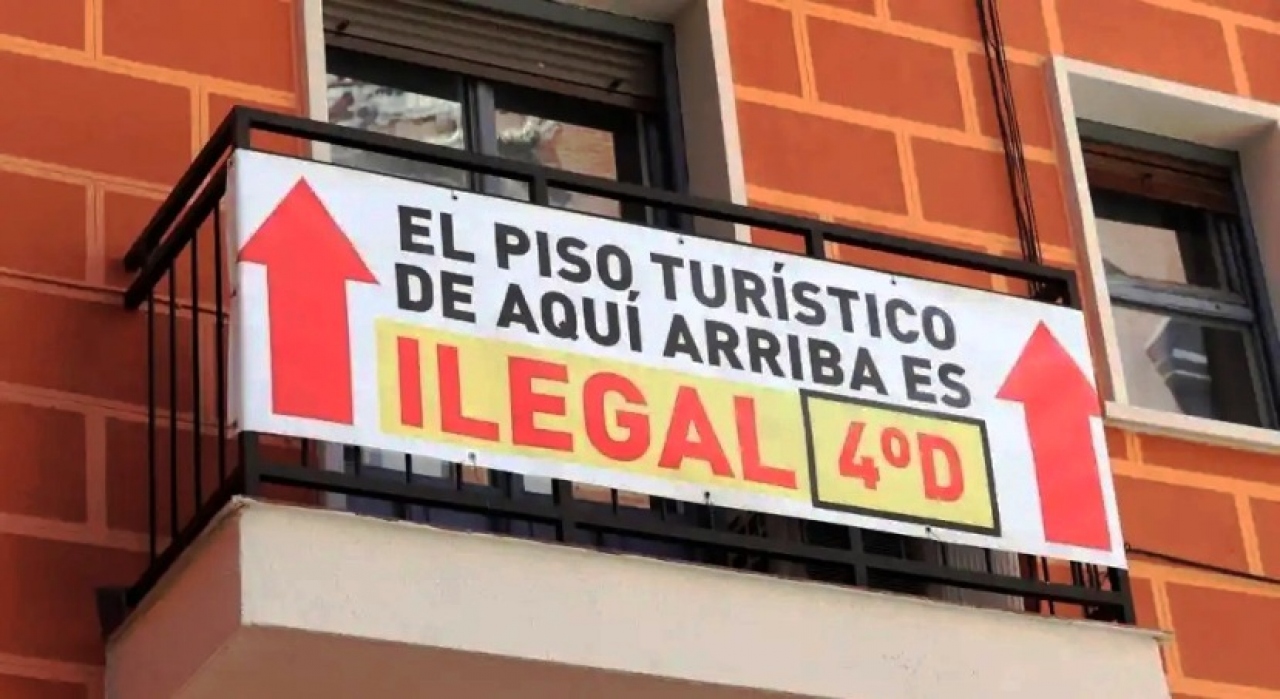 EL PISO TURÍSTICO
DE AQUÍ ARRIBA ES
ILEGAL 4ºD